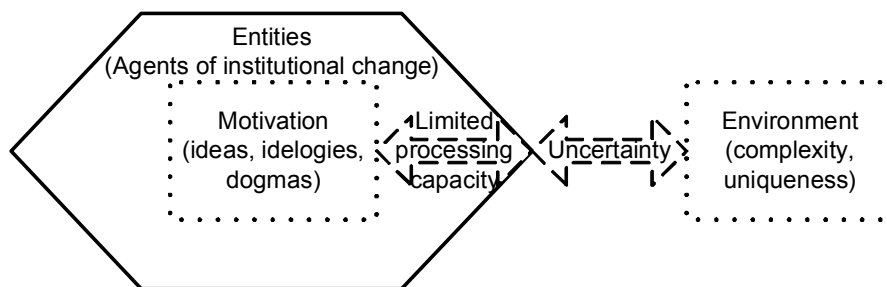 Entities
(Agents of institutional change)
Motivation
(ideas, idelogies,
dogmas)
Limited
processing
capacity
Uncertainty
Environment
(complexity,
uniqueness)